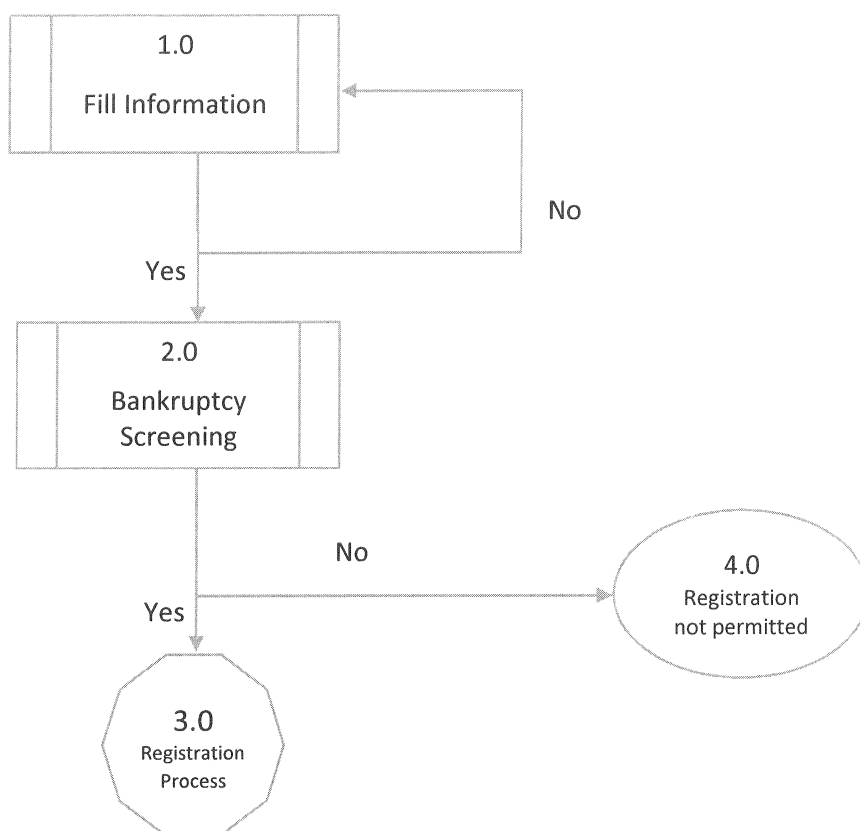 1.0
Fill Information
No
Yes
2.0
Bankruptcy
Screening
No
4.0
Registration
not permitted
Yes
3.0
Registration
Process